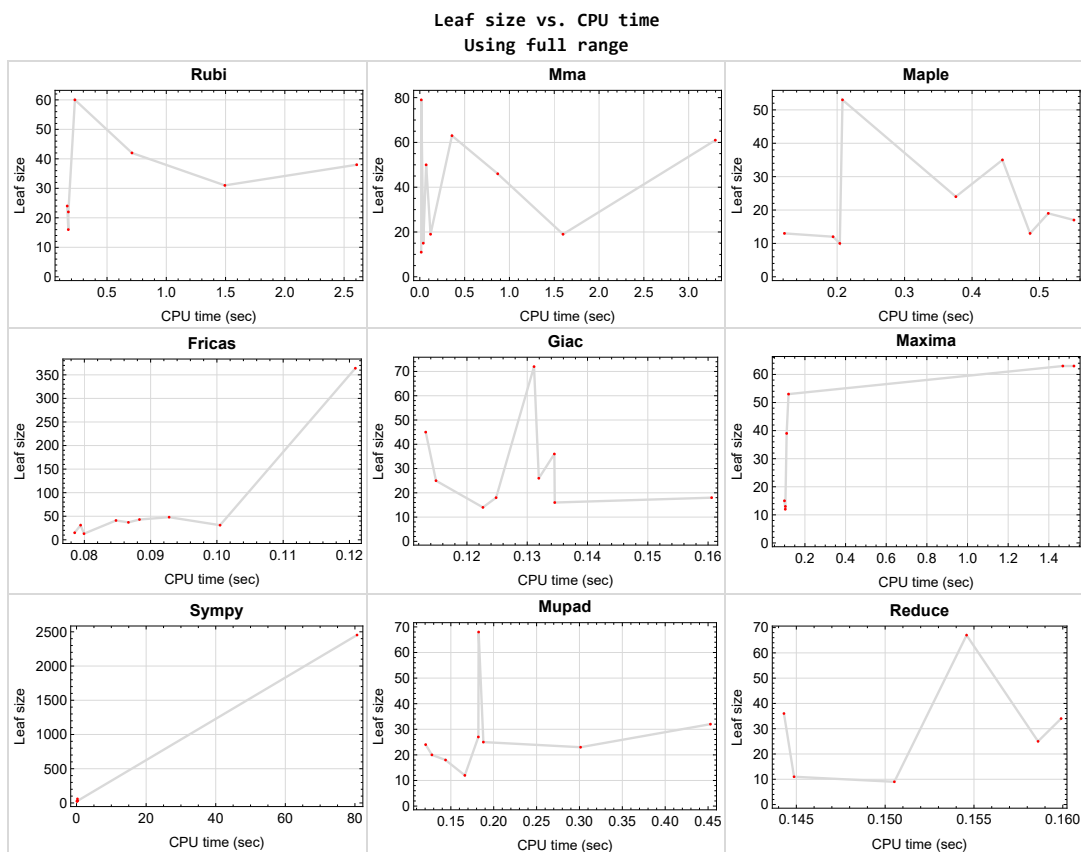 Leaf size vs. CPU time
Using full range
Rubi
Leaf size
60
50
40
30
20
10
0
0.5 1.0 1.5 2.0 2.5
CPU time (sec)
Mma
Leaf size
80
60
40
20
0
0.0 0.5 1.0 1.5 2.0 2.5 3.0
CPU time (sec)
Maple
Leaf size
50
40
30
20
10
0
0.2 0.3 0.4 0.5
CPU time (sec)
Fricas
Leaf size
350
300
250
200
150
100
50
0
0.08 0.09 0.10 0.11 0.12
CPU time (sec)
Giac
Leaf size
70
60
50
40
30
20
10
0
0.12 0.13 0.14 0.15 0.16
CPU time (sec)
Maxima
Leaf size
60
50
40
30
20
10
0
0.2 0.4 0.6 0.8 1.0 1.2 1.4
CPU time (sec)
Sympy
Leaf size
2500
2000
1500
1000
500
0
0 20 40 60 80
CPU time (sec)
Mupad
Leaf size
70
60
50
40
30
20
10
0
0.15 0.20 0.25 0.30 0.35 0.40 0.45
CPU time (sec)
Reduce
Leaf size
70
60
50
40
30
20
10
0
0.145 0.150 0.155 0.160
CPU time (sec)